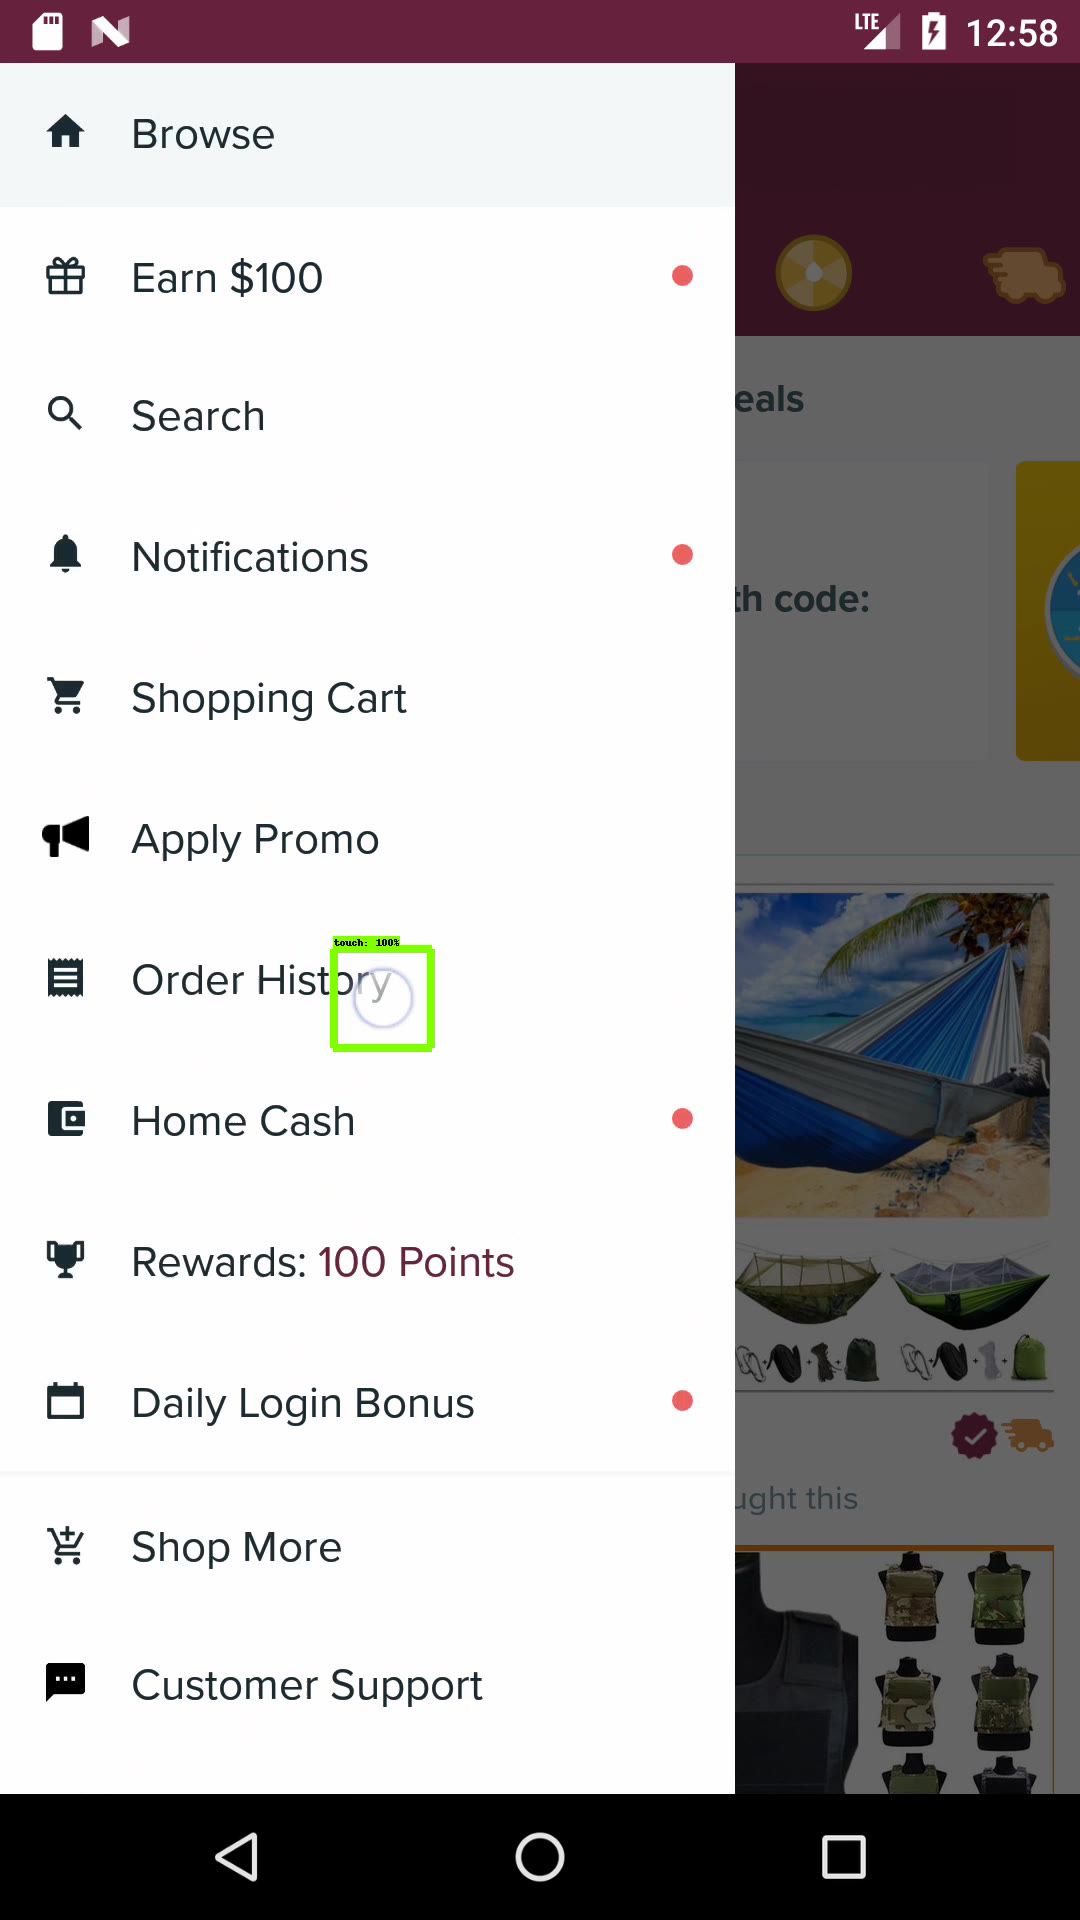 LTE 12:58
Browse
Earn $100
eals
Search
Notifications
th code:
Shopping Cart
Apply Promo
touch: 100%
Order History
Home Cash
Rewards: 100 Points
Daily Login Bonus
ught this
Shop More
Customer Support